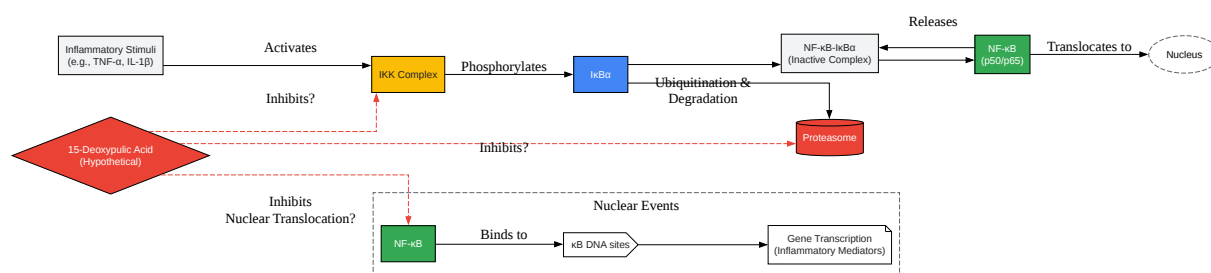 Releases
Inflammatory Stimuli
(e.g., TNF-α, IL-1β)
Activates
IKK Complex
Phosphorylates
IκBα
NF-κB-IκBα
(Inactive Complex)
NF-κB
(p50/p65)
Translocates to
Nucleus
Ubiquitination &
Degradation
Inhibits?
Proteasome
15-Deoxypulic Acid
(Hypothetical)
Inhibits?
Inhibits
Nuclear Translocation?
Nuclear Events
NF-κB
Binds to
κB DNA sites
Gene Transcription
(Inflammatory Mediators)